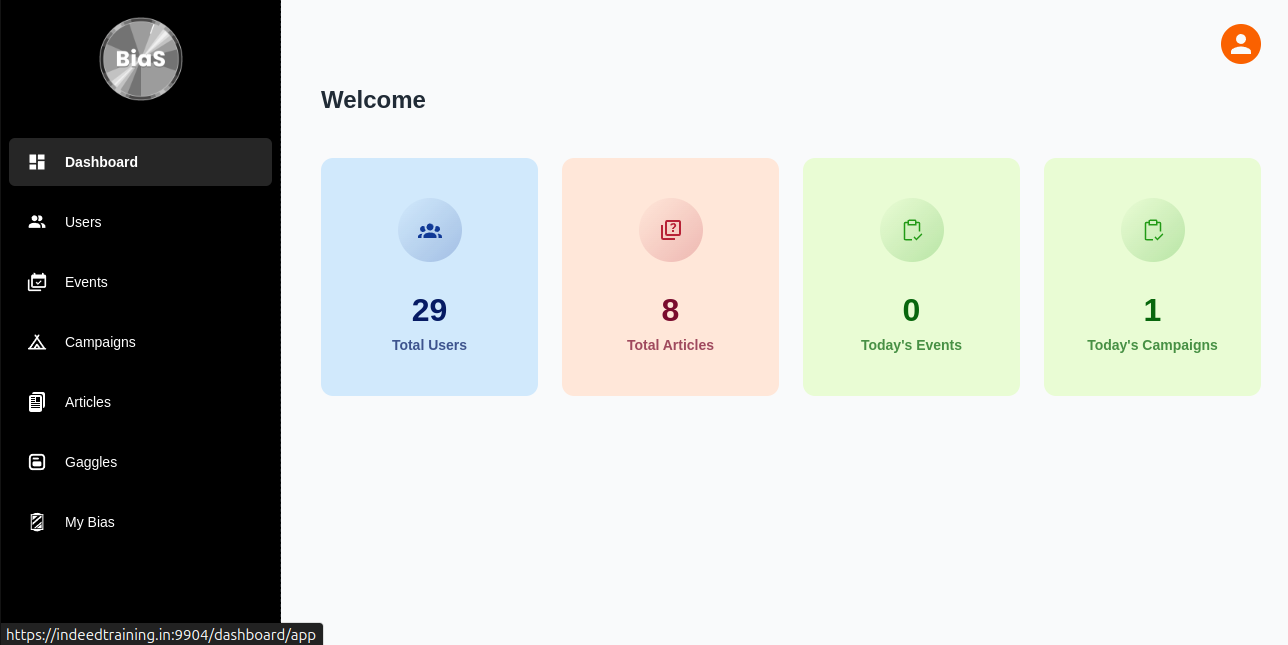 BiaS
Dashboard
Users
Events
Campaigns
Articles
Gaggles
My Bias
https://indeedtraining.in:9904/dashboard/app
Welcome
29
Total Users
8
Total Articles
0
Today's Events
1
Today's Campaigns